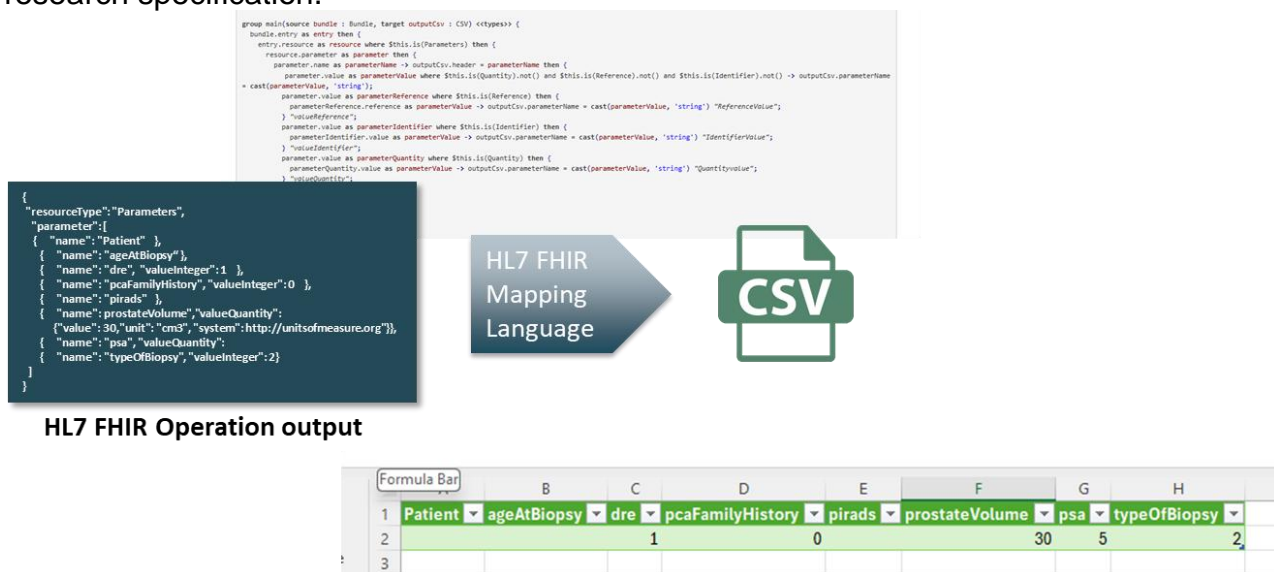 research specification.
group main(source bundle : Bundle, target outputCsv : CSV) <<types>> {
bundle.entry as entry then {
entry.resource as resource where $this.is(Parameters) then {
resource.parameter as parameter then {
parameter.name as parameterName -> outputCsv.header = parameterName then {
parameter.value as parameterValue where $this.is(Quantity).not() and $this.is(Reference).not() and $this.is(Identifier).not() -> outputCsv.parameterName
= cast(parameterValue, 'string');
parameter.value as parameterReference where $this.is(Reference) then {
parameterReference.reference as parameterValue -> outputCsv.parameterName = cast(parameterValue, 'string') "ReferenceValue";
} "valueReference";
parameter.value as parameterIdentifier where $this.is(Identifier) then {
parameterIdentifier.value as parameterValue -> outputCsv.parameterName = cast(parameterValue, 'string') "IdentifierValue";
} "valueIdentifier";
parameter.value as parameterQuantity where $this.is(Quantity) then {
parameterQuantity.value as parameterValue -> outputCsv.parameterName = cast(parameterValue, 'string') "Quantityvalue";
} "valueQuantity";
{
"resourceType":"Parameters",
"parameter":[
{ "name":"Patient" },
{ "name":"ageAtBiopsy"},
{ "name":"dre", "valueInteger":1 },
{ "name":"pcaFamilyHistory","valueInteger":0 },
{ "name":"pirads" },
{ "name":prostateVolume","valueQuantity":
{"value":30,"unit":"cm3","system":http://unitsofmeasure.org"}},
{ "name":"psa","valueQuantity":
{ "name":"typeOfBiopsy","valueInteger":2}
]
}
HL7 FHIR
Mapping
Language
CSV
HL7 FHIR Operation output
Formula Bar
B C D E F G H
1 Patient ageAtBiopsy dre pcaFamilyHistory pirads prostateVolume psa typeOfBiopsy
2 1 0 30 5 2
3